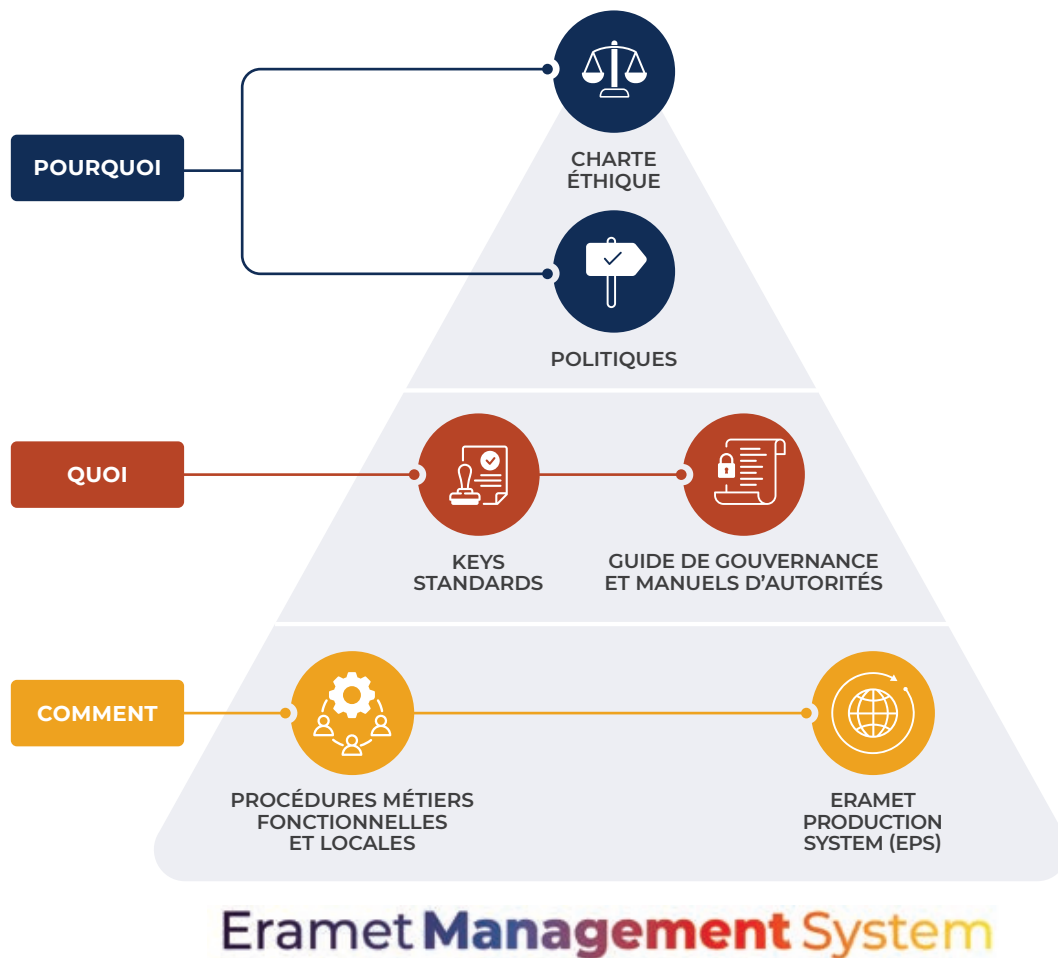 POURQUOI
CHARTE
ÉTHIQUE
POLITIQUES
QUOI
KEYS
STANDARDS
GUIDE DE GOUVERNANCE
ET MANUELS D’AUTORITÉS
COMMENT
PROCÉDURES MÉTIERS
FONCTIONNELLES
ET LOCALES
ERAMET
PRODUCTION
SYSTEM (EPS)
Eramet Management System